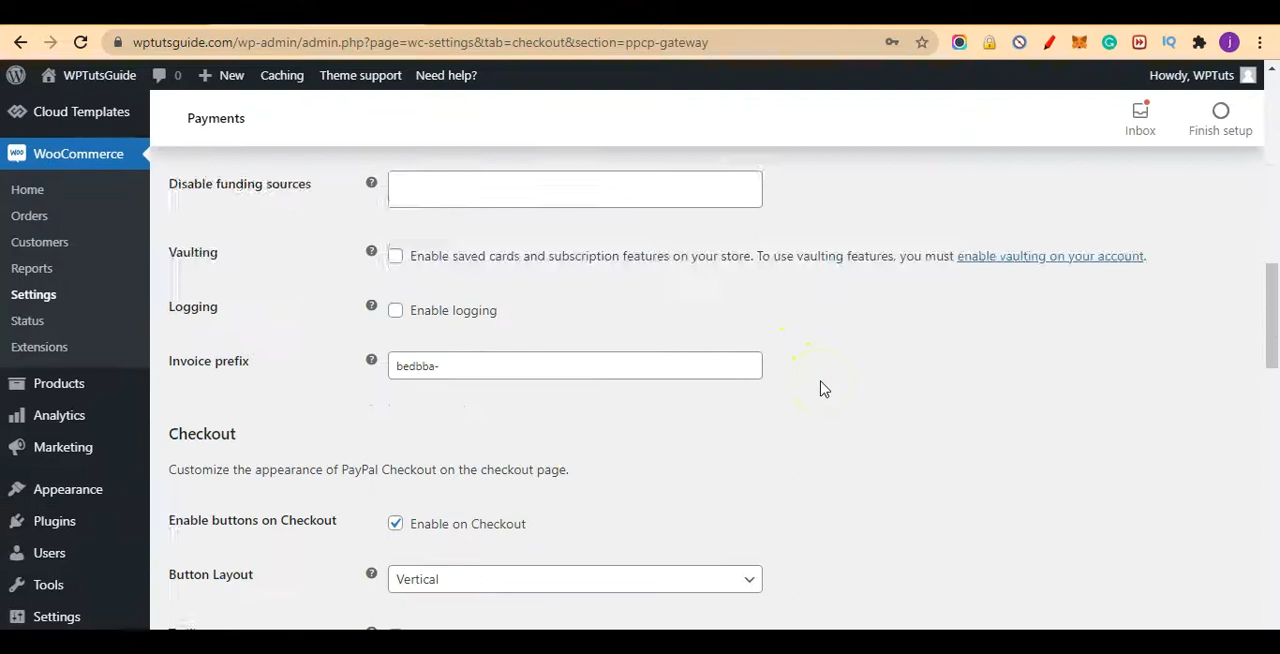 wptutsguide.com/wp-admin/admin.php?page=wc-settings&tab=checkout&section=ppcp-gateway
WPTutsGuide 0 New Caching Theme support Need help? Howdy, WPTuts
Cloud Templates
WooCommerce
Home
Orders
Customers
Reports
Settings
Status
Extensions
Products
Analytics
Marketing
Appearance
Plugins
Users
Tools
Settings
Payments
Inbox
Finish setup
Disable funding sources
Vaulting Enable saved cards and subscription features on your store. To use vaulting features, you must enable vaulting on your account.
Logging Enable logging
Invoice prefix bedbba-
Checkout
Customize the appearance of PayPal Checkout on the checkout page.
Enable buttons on Checkout Enable on Checkout
Button Layout Vertical